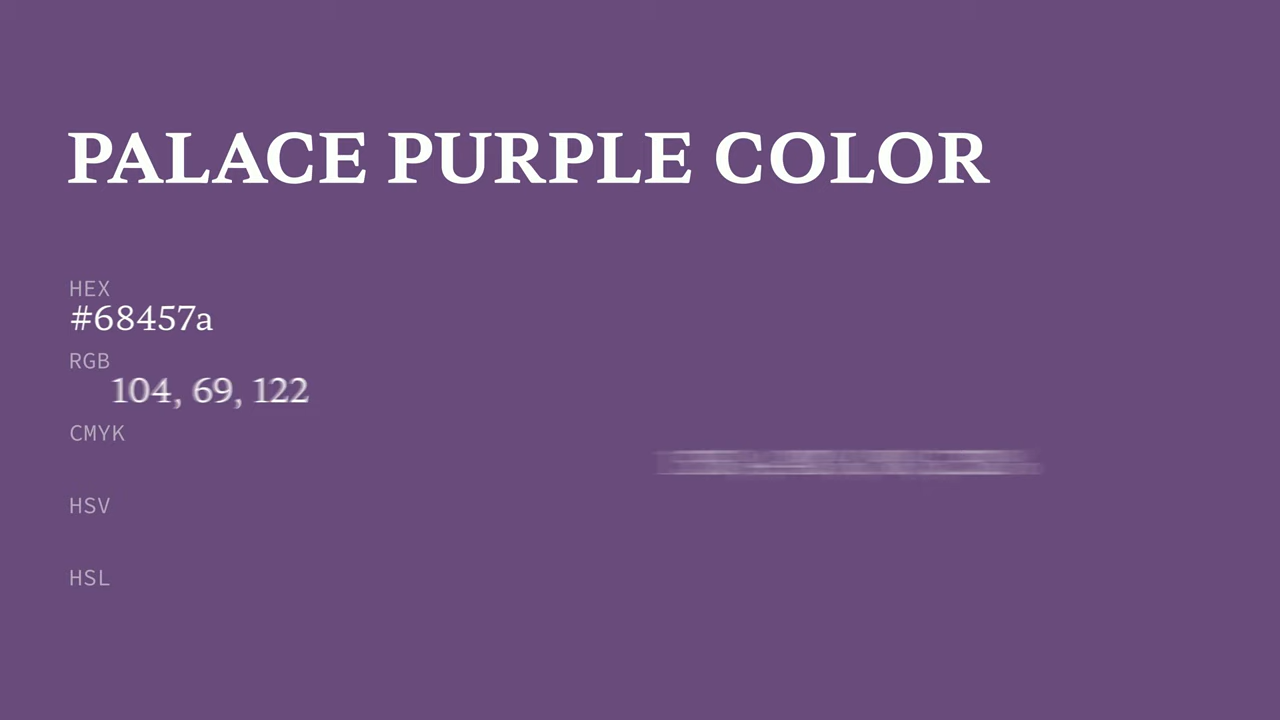 PALACE PURPLE COLOR
HEX
#68457a
RGB
104, 69, 122
CMYK
HSV
HSL